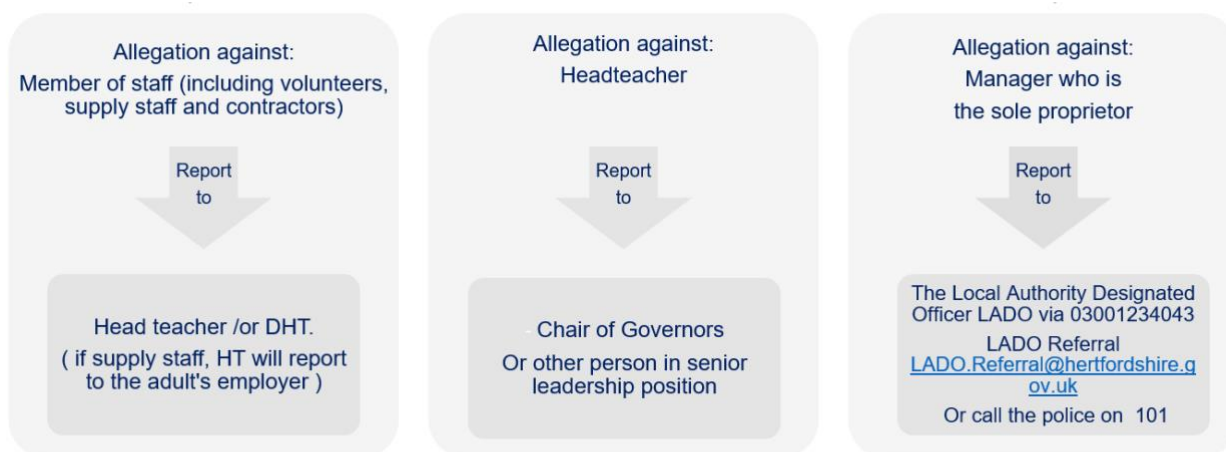 Allegation against:
Member of staff (including volunteers,
supply staff and contractors)
Report
to
Head teacher /or DHT.
( if supply staff, HT will report
to the adult's employer )
Allegation against:
Headteacher
Report
to
- Chair of Governors
Or other person in senior
leadership position
Allegation against:
Manager who is
the sole proprietor
Report
to
The Local Authority Designated
Officer LADO via 03001234043
LADO Referral
LADO.Referral@hertfordshire.g
ov.uk
Or call the police on 101